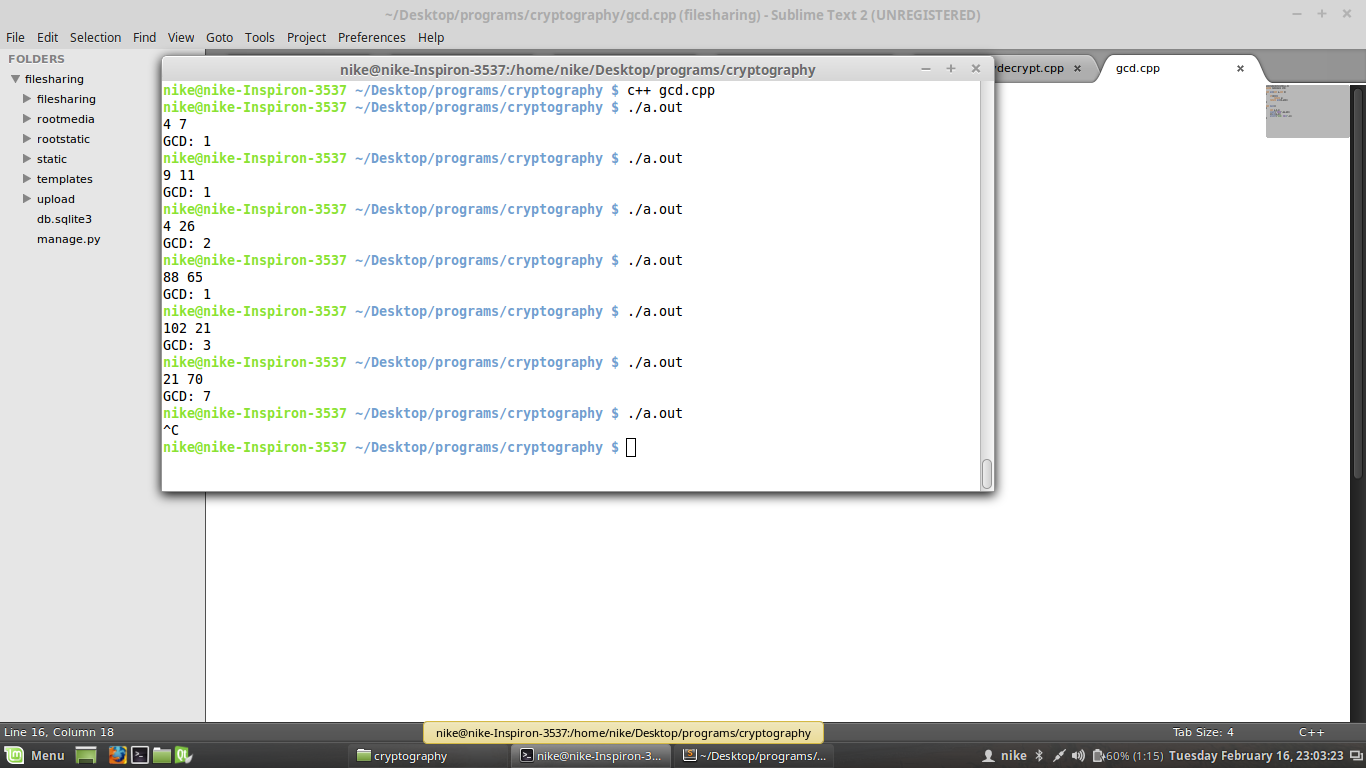 ~/Desktop/programs/cryptography/gcd.cpp (filesharing) - Sublime Text 2 (UNREGISTERED)
File Edit Selection Find View Goto Tools Project Preferences Help
FOLDERS
filesharing
filesharing
rootmedia
rootstatic
static
templates
upload
db.sqlite3
manage.py
decrypt.cpp
gcd.cpp
nike@nike-Inspiron-3537:/home/nike/Desktop/programs/cryptography
nike@nike-Inspiron-3537 ~/Desktop/programs/cryptography $ c++ gcd.cpp
nike@nike-Inspiron-3537 ~/Desktop/programs/cryptography $ ./a.out
4 7
GCD: 1
nike@nike-Inspiron-3537 ~/Desktop/programs/cryptography $ ./a.out
9 11
GCD: 1
nike@nike-Inspiron-3537 ~/Desktop/programs/cryptography $ ./a.out
4 26
GCD: 2
nike@nike-Inspiron-3537 ~/Desktop/programs/cryptography $ ./a.out
88 65
GCD: 1
nike@nike-Inspiron-3537 ~/Desktop/programs/cryptography $ ./a.out
102 21
GCD: 3
nike@nike-Inspiron-3537 ~/Desktop/programs/cryptography $ ./a.out
21 70
GCD: 7
nike@nike-Inspiron-3537 ~/Desktop/programs/cryptography $ ./a.out
^C
nike@nike-Inspiron-3537 ~/Desktop/programs/cryptography $
Line 16, Column 18
Tab Size: 4
C++
nike@nike-Inspiron-3537:/home/nike/Desktop/programs/cryptography
Menu
cryptography
nike@nike-Inspiron-3...
~/Desktop/programs/...
nike
60% (1:15) Tuesday February 16, 23:03:23